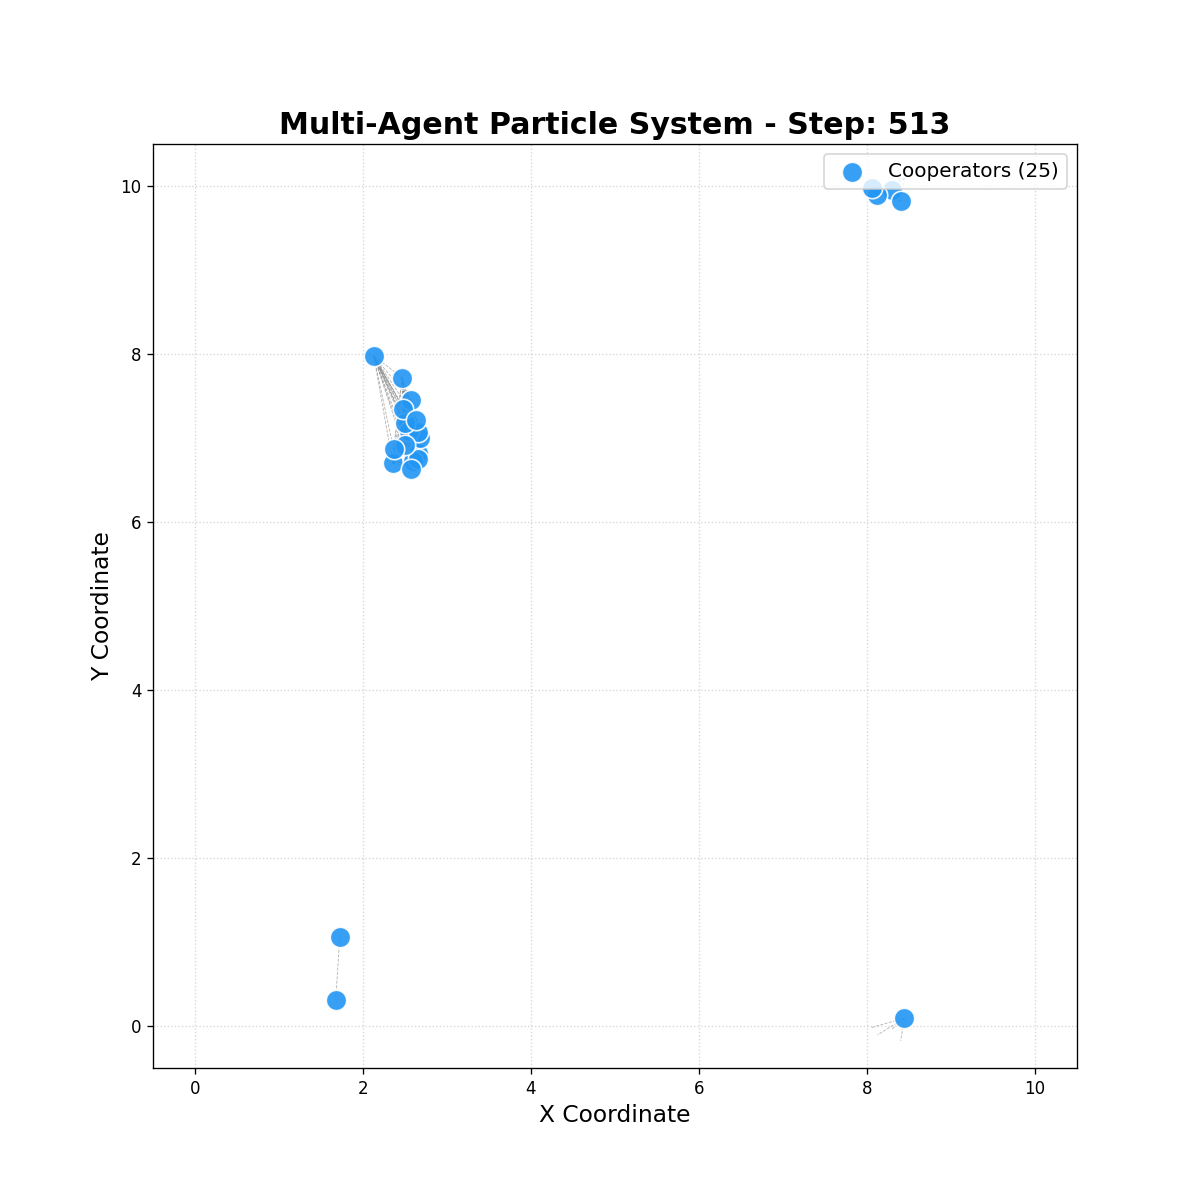 Multi-Agent Particle System - Step: 513
Cooperators (25)
10
8
6
4
2
0
Y Coordinate
0 2 4 6 8 10
X Coordinate